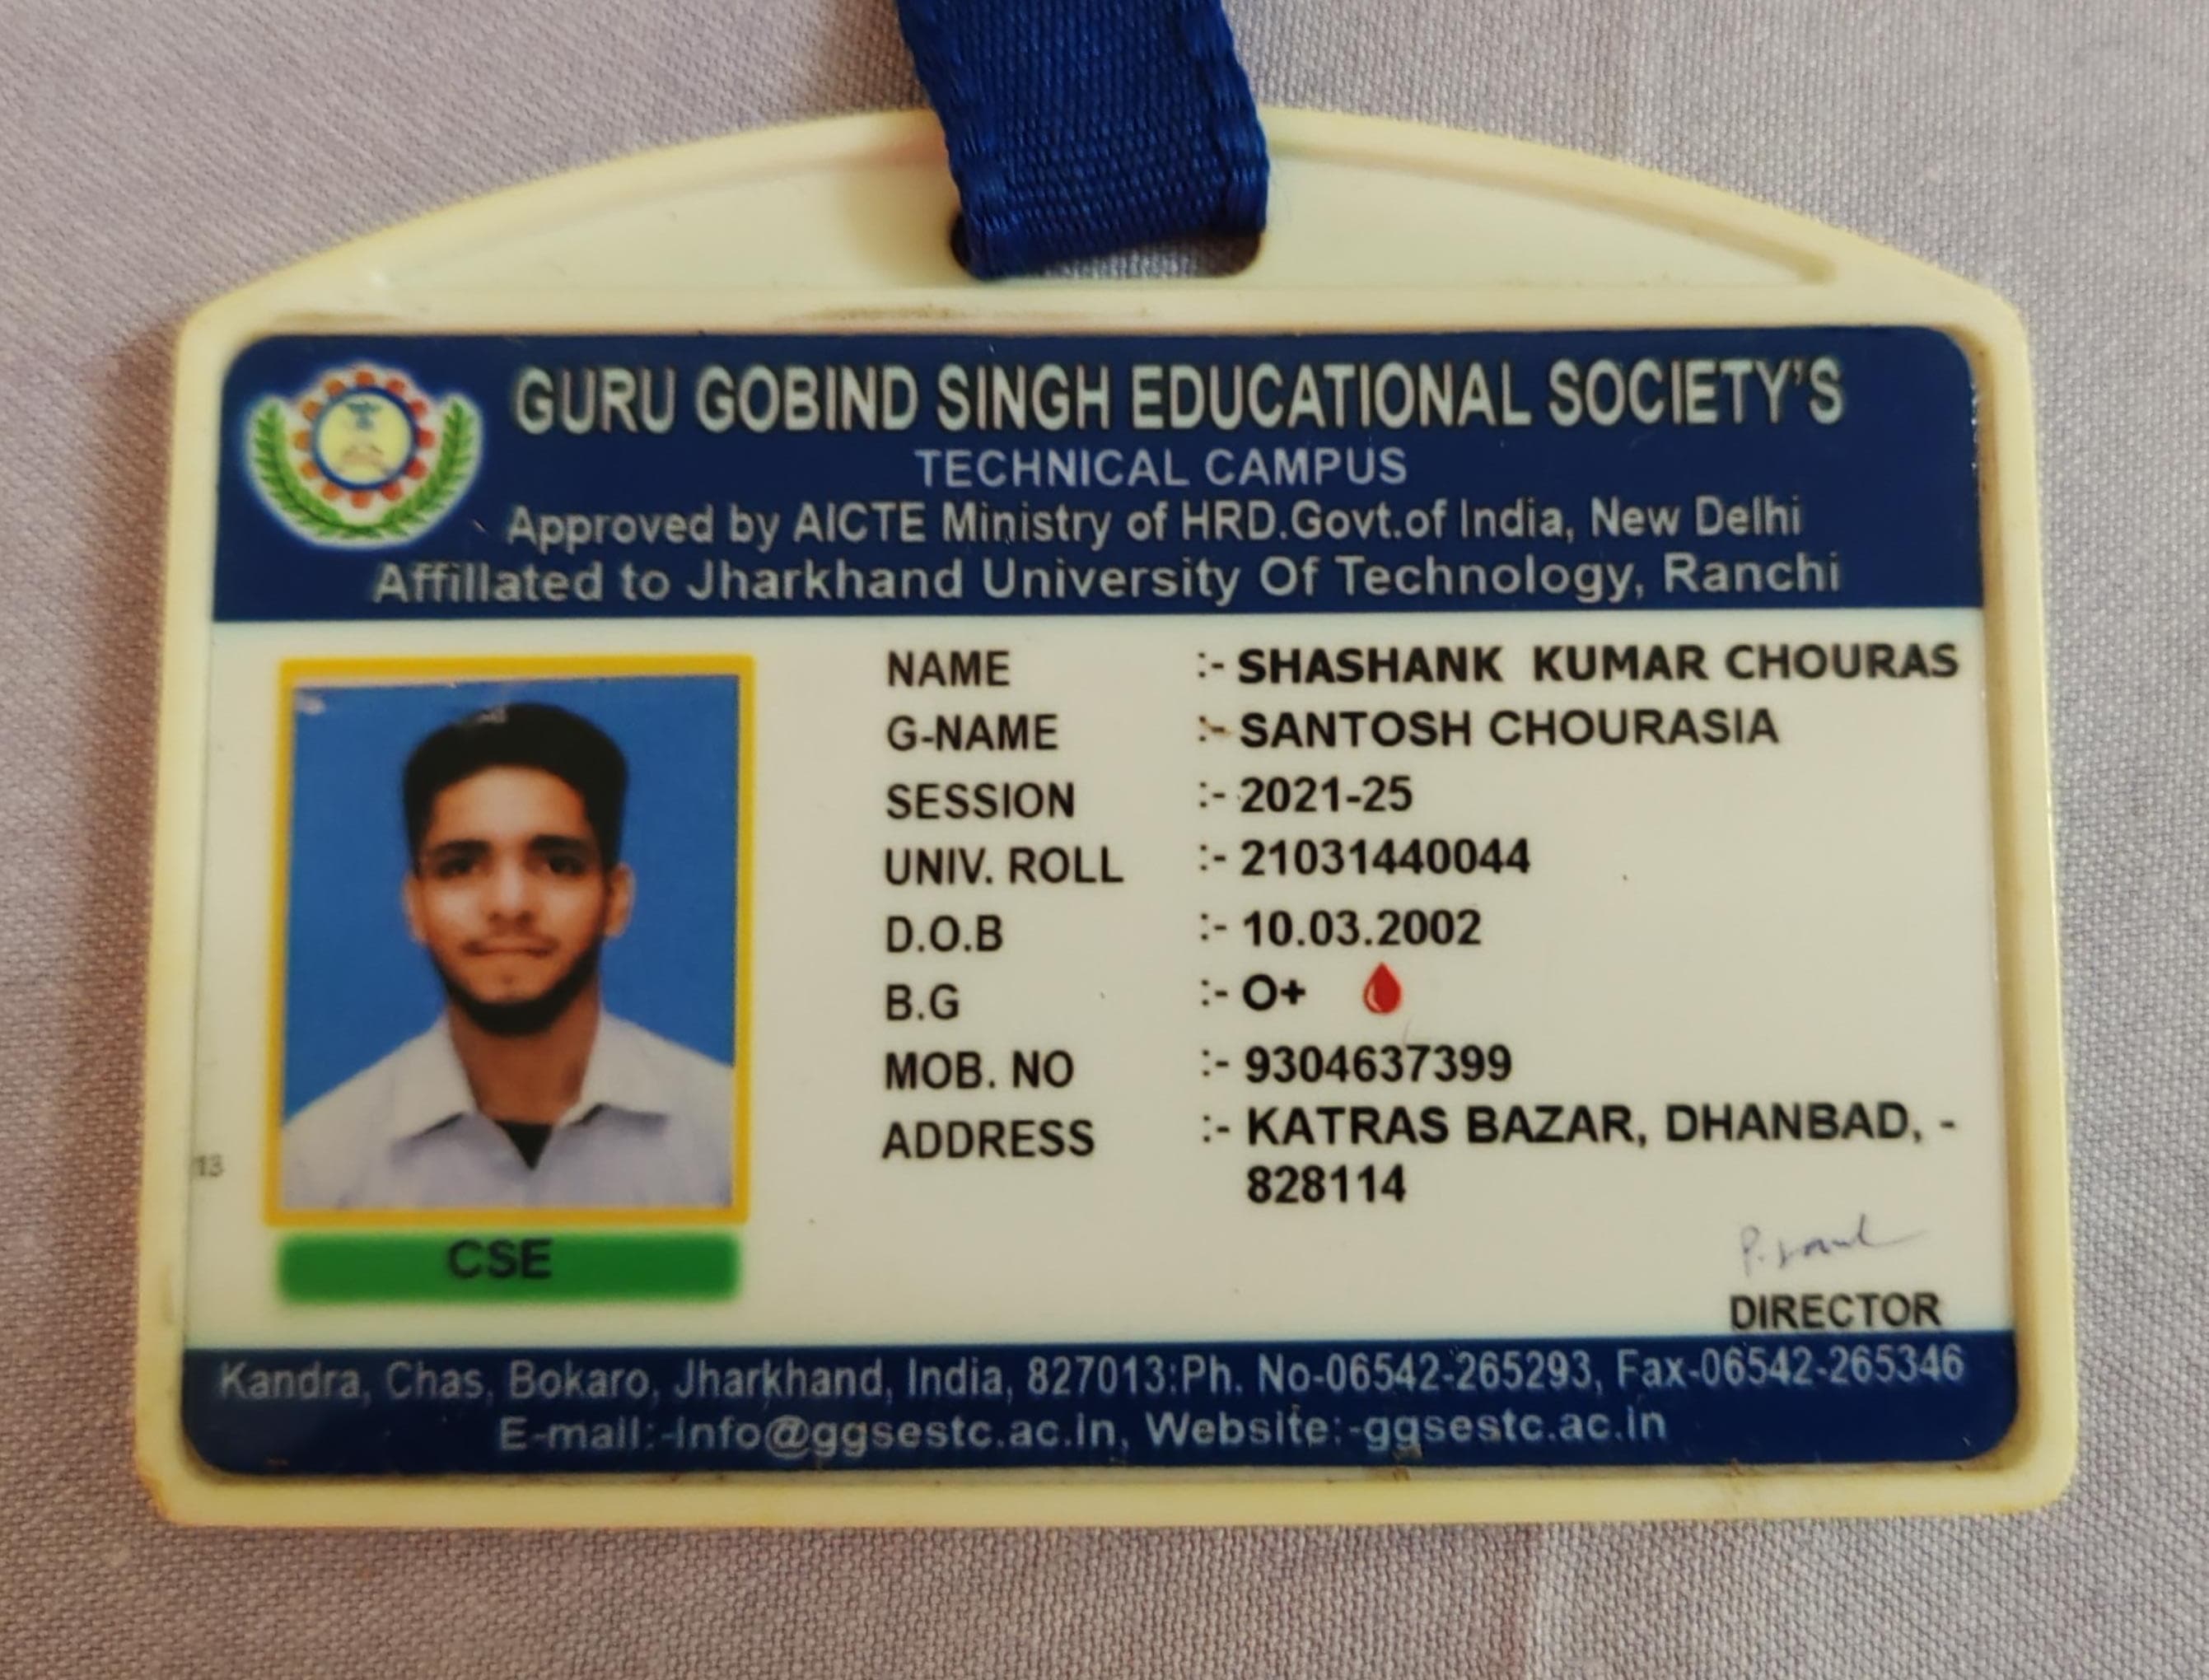 GURU GOBIND SINGH EDUCATIONAL SOCIETY'S
TECHNICAL CAMPUS
Approved by AICTE Ministry of HRD.Govt.of India, New Delhi
Affillated to Jharkhand University Of Technology, Ranchi
NAME :- SHASHANK KUMAR CHOURAS
G-NAME :- SANTOSH CHOURASIA
SESSION :- 2021-25
UNIV. ROLL :- 21031440044
D.O.B :- 10.03.2002
B.G :- O+
MOB. NO :- 9304637399
ADDRESS :- KATRAS BAZAR, DHANBAD, -
828114
13
CSE
DIRECTOR
Kandra, Chas, Bokaro, Jharkhand, India, 827013:Ph. No-06542-265293, Fax-06542-265346
E-mail:-info@ggsestc.ac.in, Website:-ggsestc.ac.in